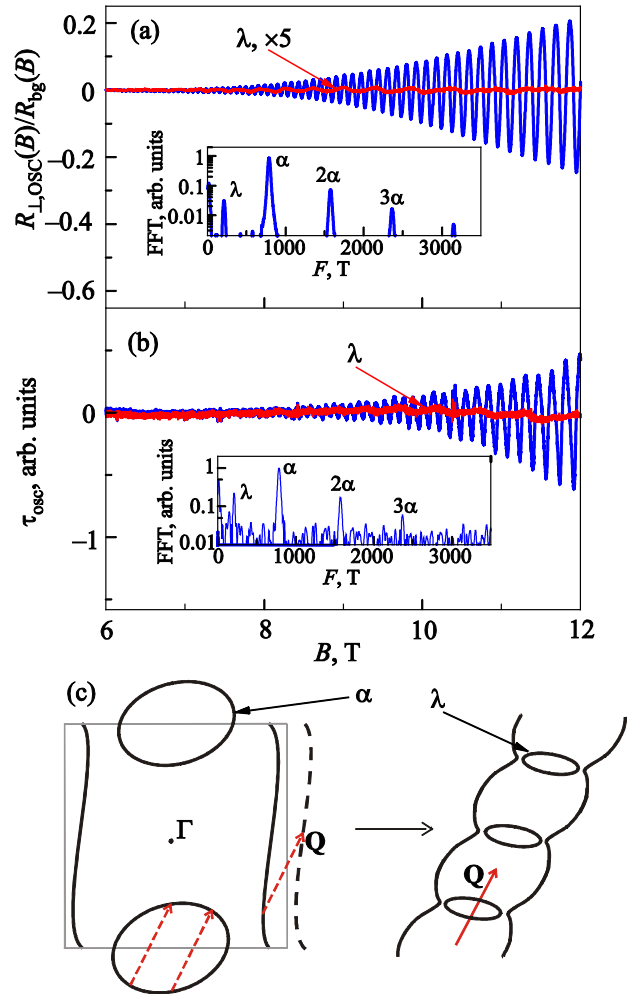 (a)
λ, ×5
R⊥,OSC(B)/Rbg(B)
0.2
0
−0.2
−0.4
−0.6
FFT, arb. units
1
0.1
0.01
λ
α
2α
3α
0
1000
2000
3000
F, T
(b)
λ
τosc, arb. units
0
−1
FFT, arb. units
1
0.1
0.01
λ
α
2α
3α
0
1000
2000
3000
F, T
6
8
10
12
B, T
(c)
α
λ
Γ
Q
Q